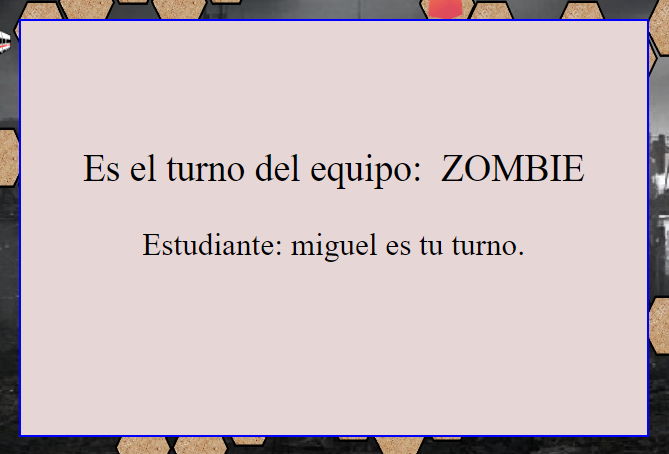 Es el turno del equipo: ZOMBIE
Estudiante: miguel es tu turno.